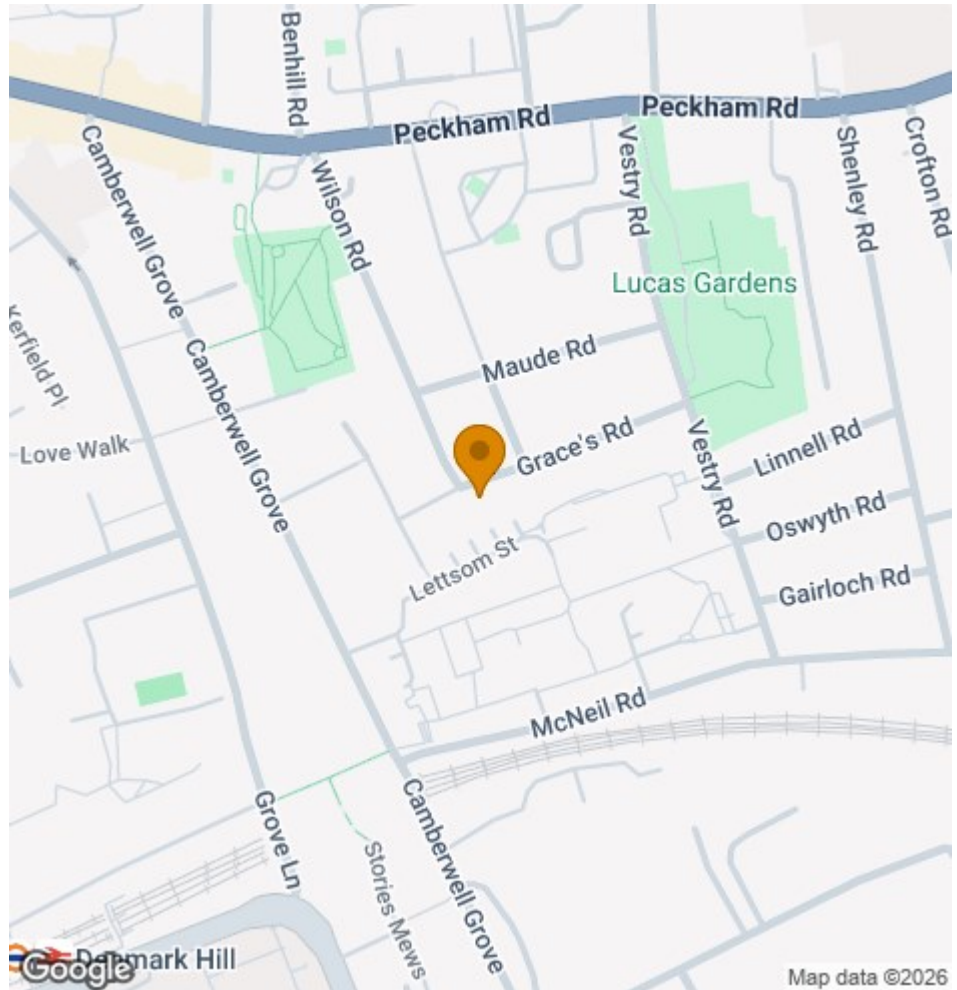 Benhill Rd
Peckham Rd
Peckham Rd
Camberwell Grove
Wilson Rd
Vestry Rd
Shenley Rd
Crofton Rd
Lucas Gardens
Kerfield Pl
Camberwell Grove
Maude Rd
Love Walk
Grace's Rd
Vestry Rd
Linnell Rd
Oswyth Rd
Lettsom St
Gairloch Rd
McNeil Rd
Grove Ln
Stories Mews
Camberwell Grove
Denmark Hill
Google
Map data ©2026